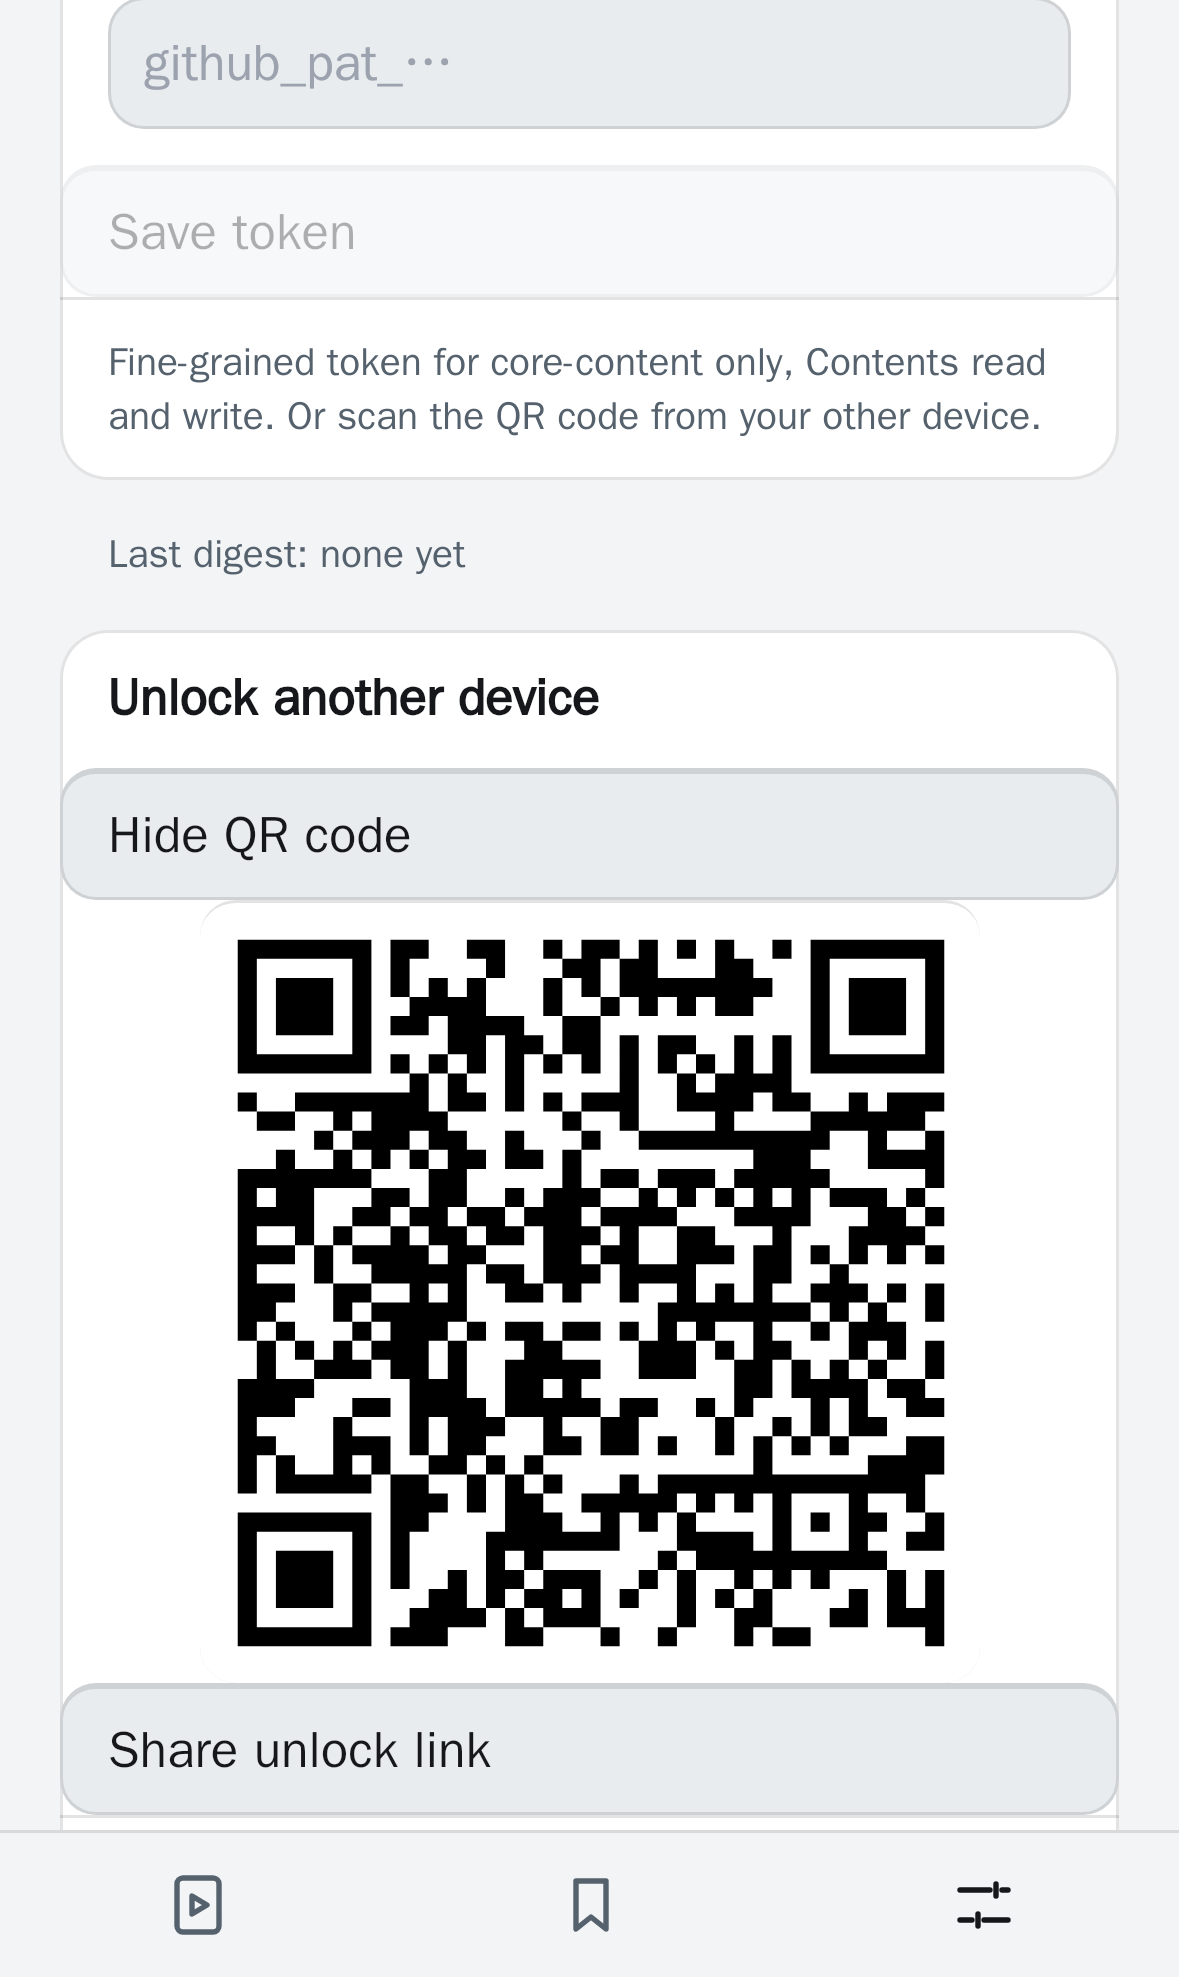 github_pat_···
Save token
Fine-grained token for core-content only, Contents read
and write. Or scan the QR code from your other device.
Last digest: none yet
Unlock another device
Hide QR code
Share unlock link